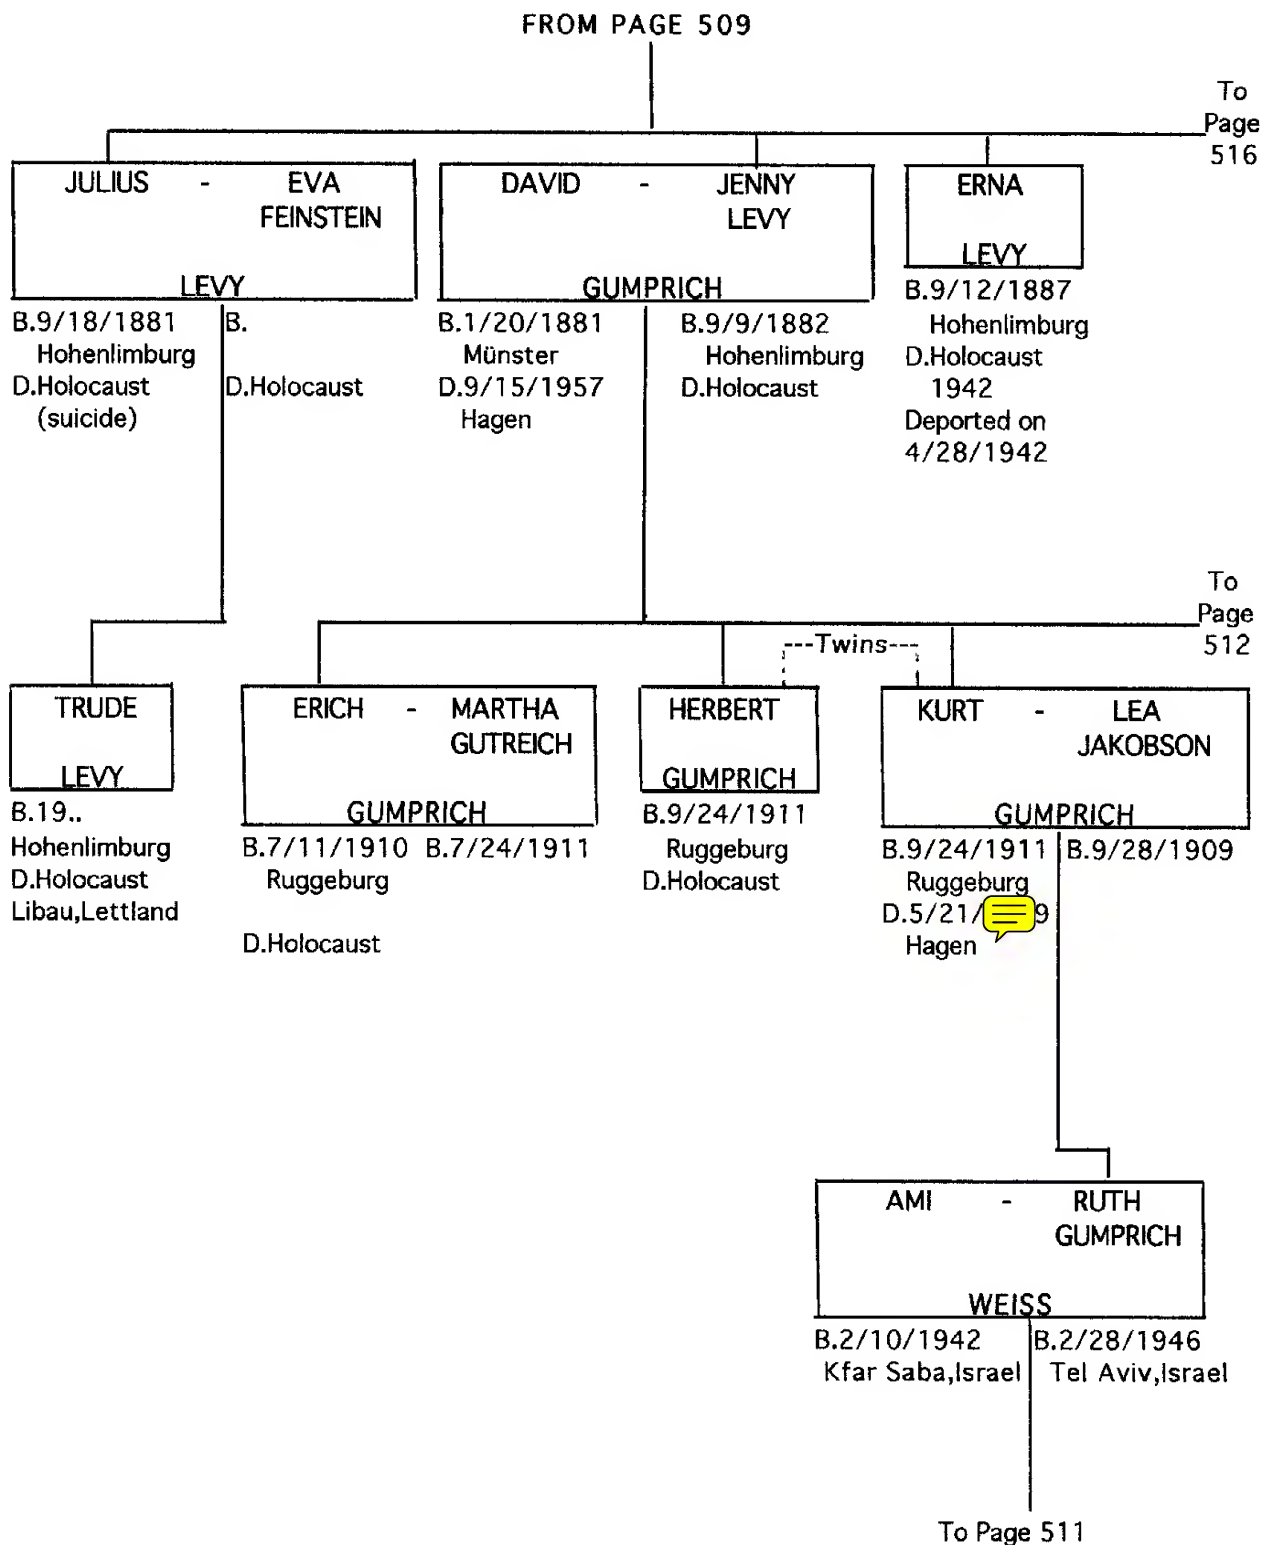 FROM PAGE 509
To
Page
516
JULIUS - EVA
FEINSTEIN
LEVY
B.9/18/1881
Hohenlimburg
D.Holocaust
(suicide)
B.
D.Holocaust
DAVID - JENNY
LEVY
GUMPRICH
B.1/20/1881
Münster
D.9/15/1957
Hagen
B.9/9/1882
Hohenlimburg
D.Holocaust
ERNA
LEVY
B.9/12/1887
Hohenlimburg
D.Holocaust
1942
Deported on
4/28/1942
To
Page
512
---Twins---
TRUDE
LEVY
B.19..
Hohenlimburg
D.Holocaust
Libau,Lettland
ERICH - MARTHA
GUTREICH
GUMPRICH
B.7/11/1910
Ruggeburg
D.Holocaust
B.7/24/1911
HERBERT
GUMPRICH
B.9/24/1911
Ruggeburg
D.Holocaust
KURT - LEA
JAKOBSON
GUMPRICH
B.9/24/1911
Ruggeburg
D.5/21/
Hagen
B.9/28/1909
AMI - RUTH
GUMPRICH
WEISS
B.2/10/1942
Kfar Saba,Israel
B.2/28/1946
Tel Aviv,Israel
To Page 511